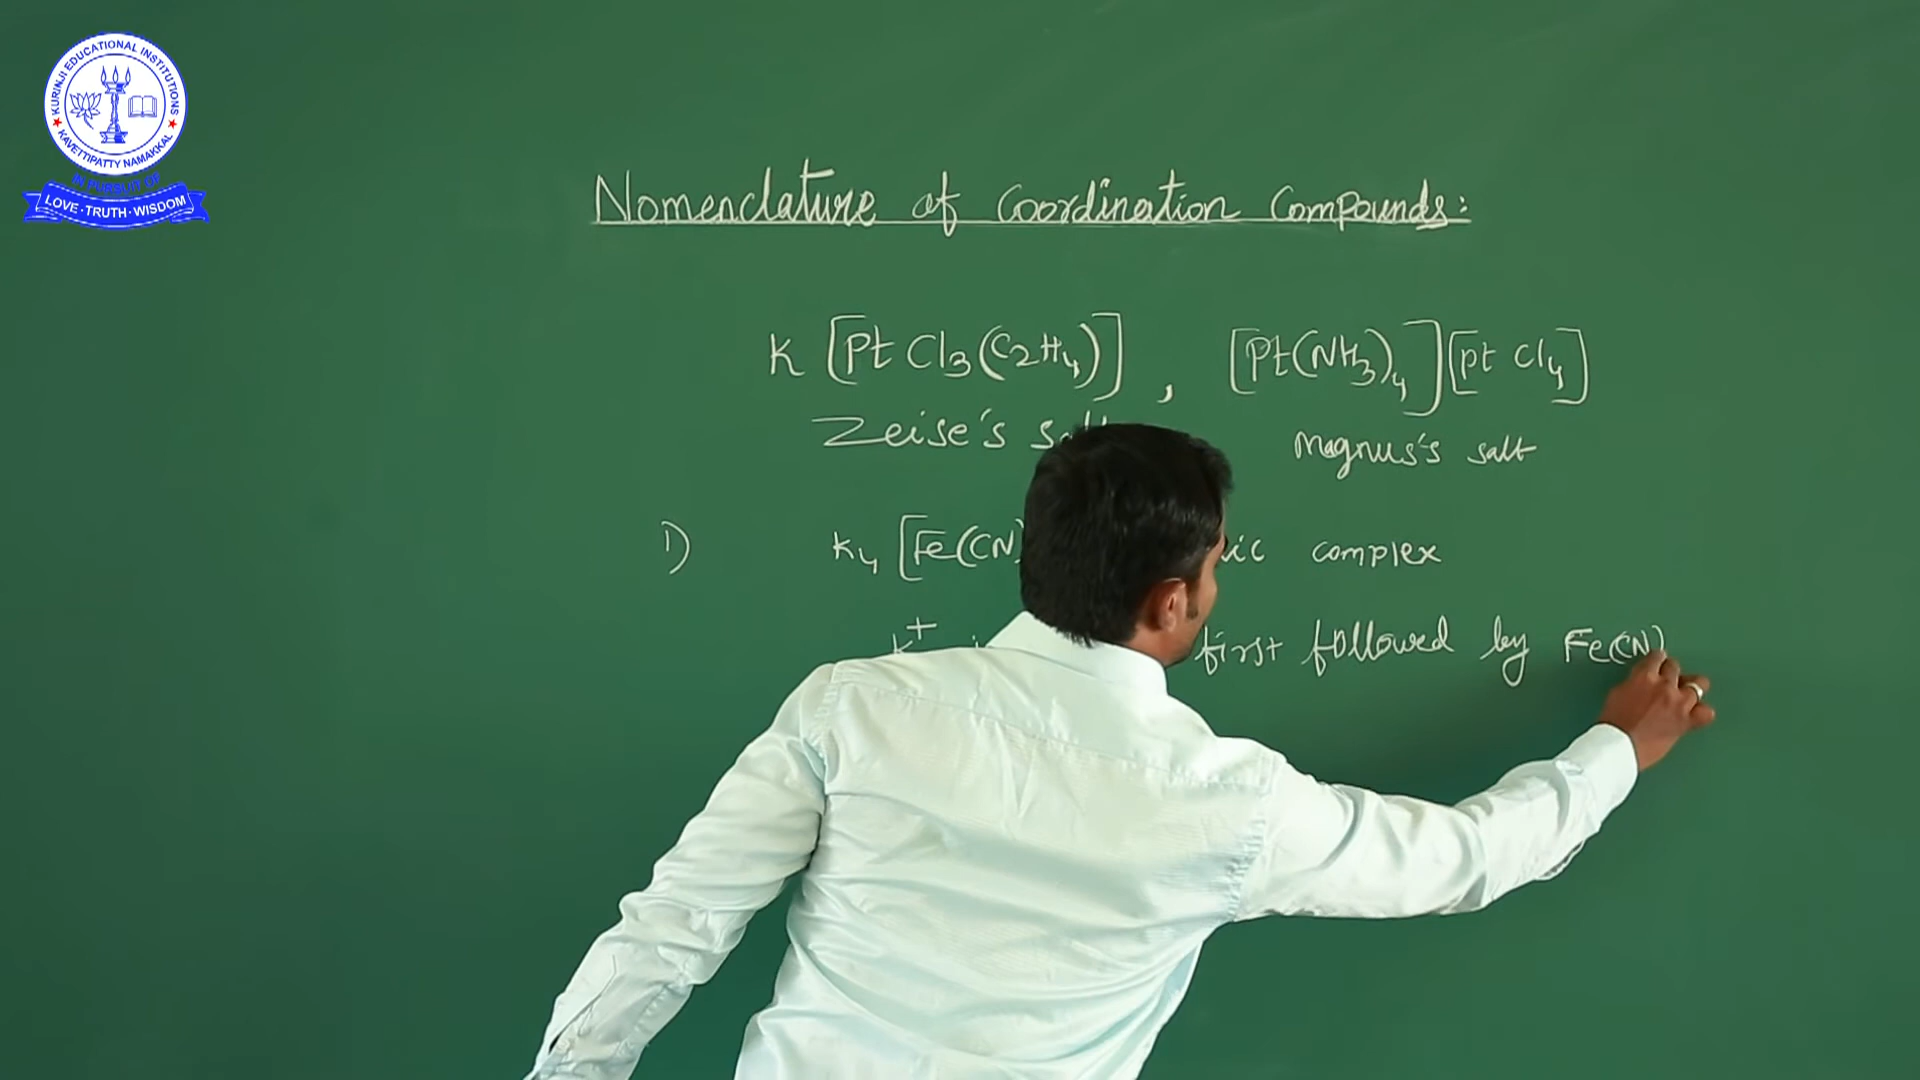 KURINJI EDUCATIONAL INSTITUTIONS
KAVETTIPATTY NAMAKKAL
IN PURSUIT OF
LOVE · TRUTH · WISDOM
Nomenclature of Coordination Compounds:
K [Pt Cl₃(C₂H₄)] , [Pt(NH₃)₄][pt Cl₄]
Zeise's Magnus's salt
1) K₄ [Fe(CN) complex
K⁺ first followed by Fe(CN)